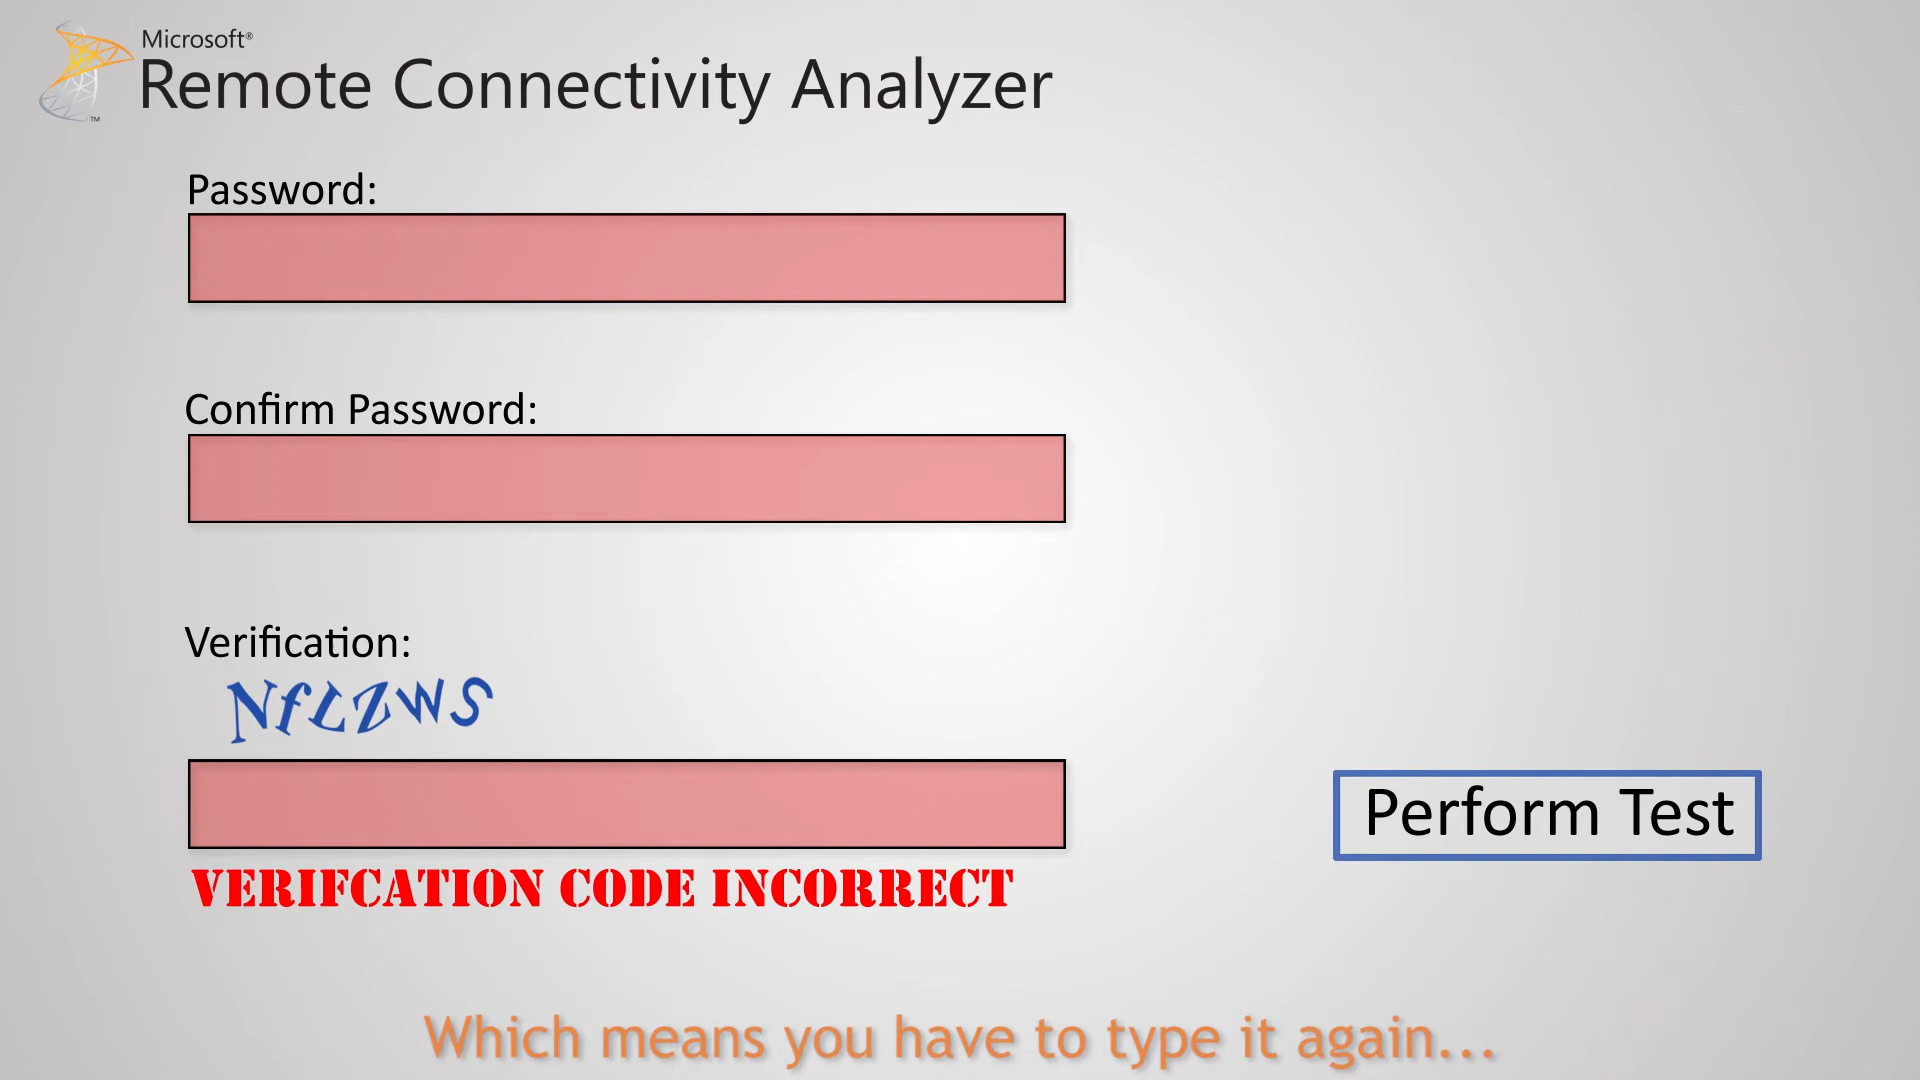 Microsoft®
Remote Connectivity Analyzer
TM
Password:
Confirm Password:
Verification:
NfLZWS
VERIFCATION CODE INCORRECT
Perform Test
Which means you have to type it again...